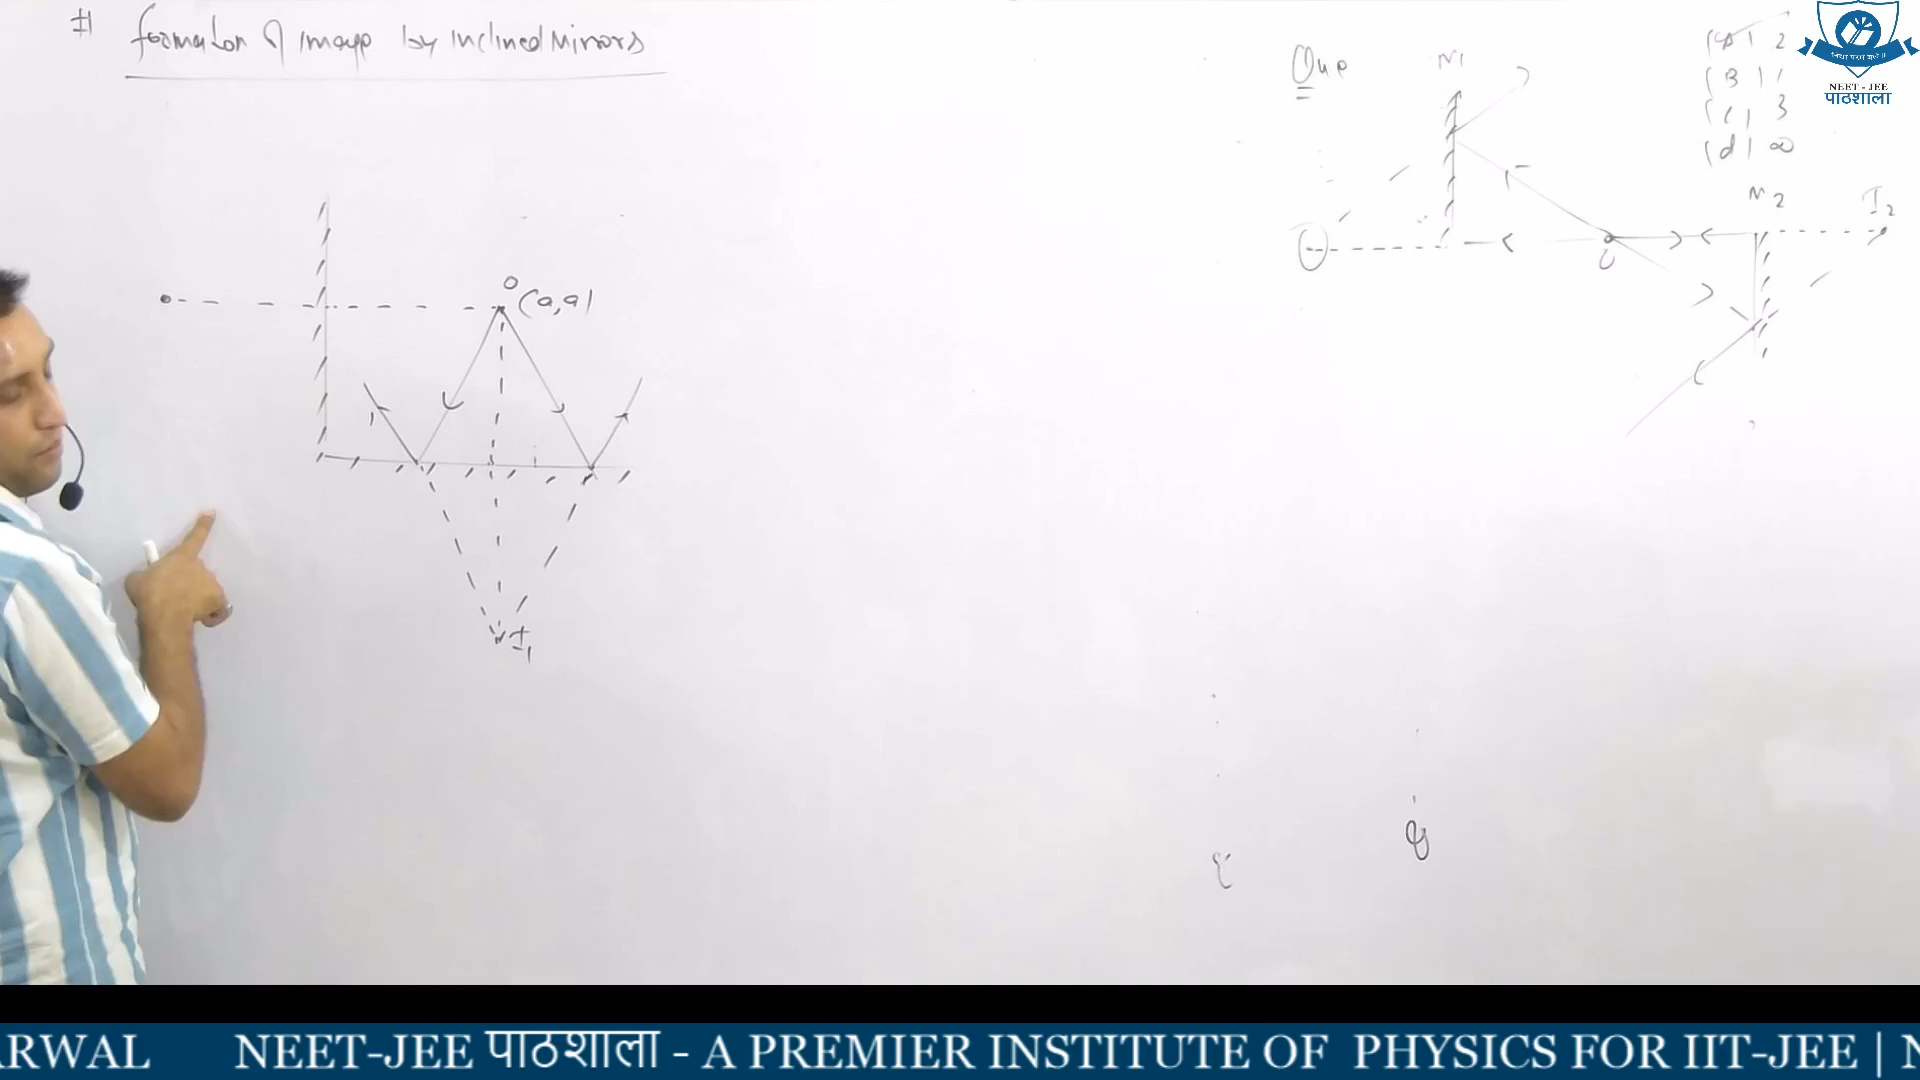 # Formation of image by inclined Mirrors
O
(a,a)
I1
Que
M1
(A) 2
(B) 1
(C) 3
(d) ∞
M2
I2
O
NEET - JEE
पाठशाला
ARWAL NEET-JEE पाठशाला - A PREMIER INSTITUTE OF PHYSICS FOR IIT-JEE | N